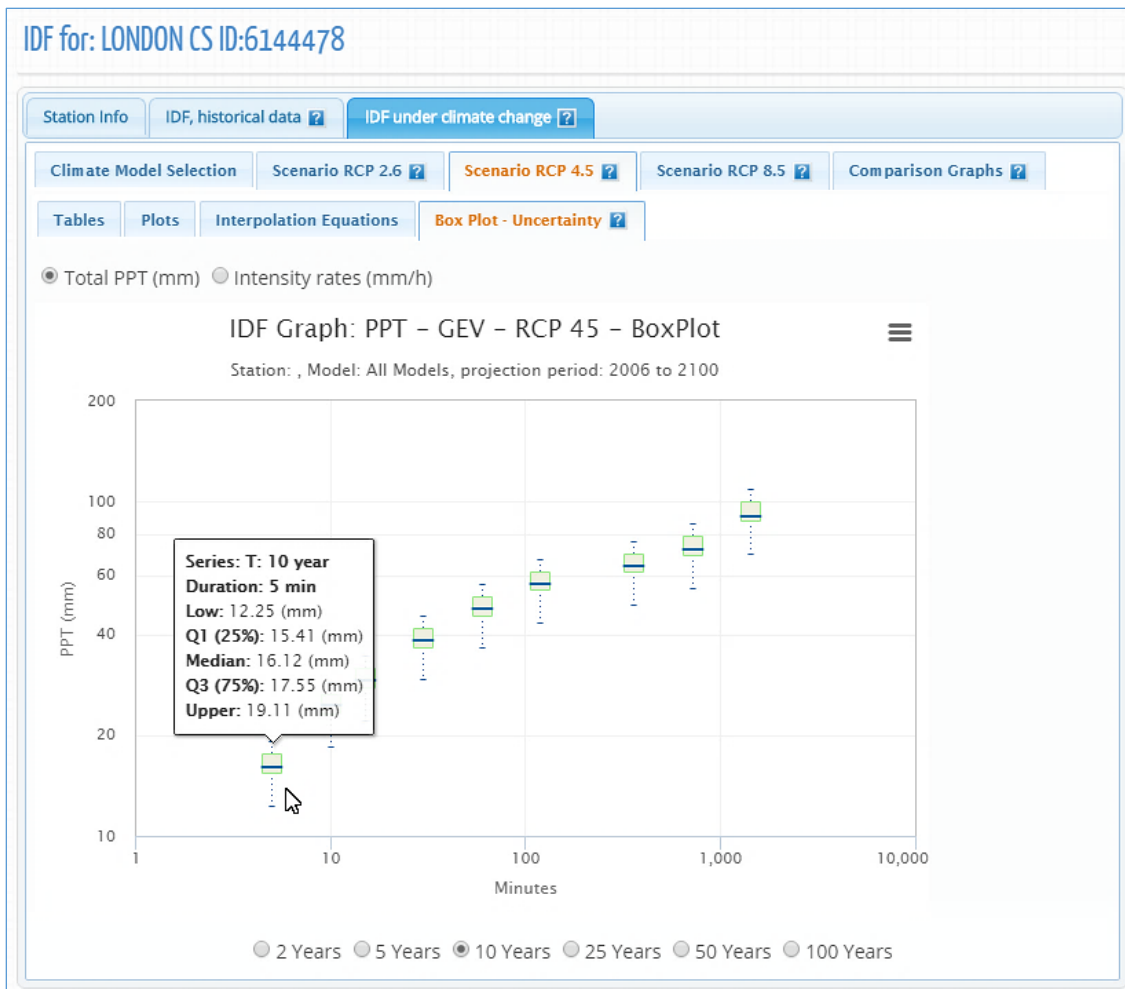 IDF for: LONDON CS ID:6144478
Station Info IDF, historical data ? IDF under climate change ?
Climate Model Selection Scenario RCP 2.6 ? Scenario RCP 4.5 ? Scenario RCP 8.5 ? Comparison Graphs ?
Tables Plots Interpolation Equations Box Plot - Uncertainty ?
Total PPT (mm) Intensity rates (mm/h)
IDF Graph: PPT – GEV – RCP 45 – BoxPlot
Station: , Model: All Models, projection period: 2006 to 2100
200
100
80
60
40
20
10
PPT (mm)
Series: T: 10 year
Duration: 5 min
Low: 12.25 (mm)
Q1 (25%): 15.41 (mm)
Median: 16.12 (mm)
Q3 (75%): 17.55 (mm)
Upper: 19.11 (mm)
1 10 100 1,000 10,000
Minutes
2 Years 5 Years 10 Years 25 Years 50 Years 100 Years